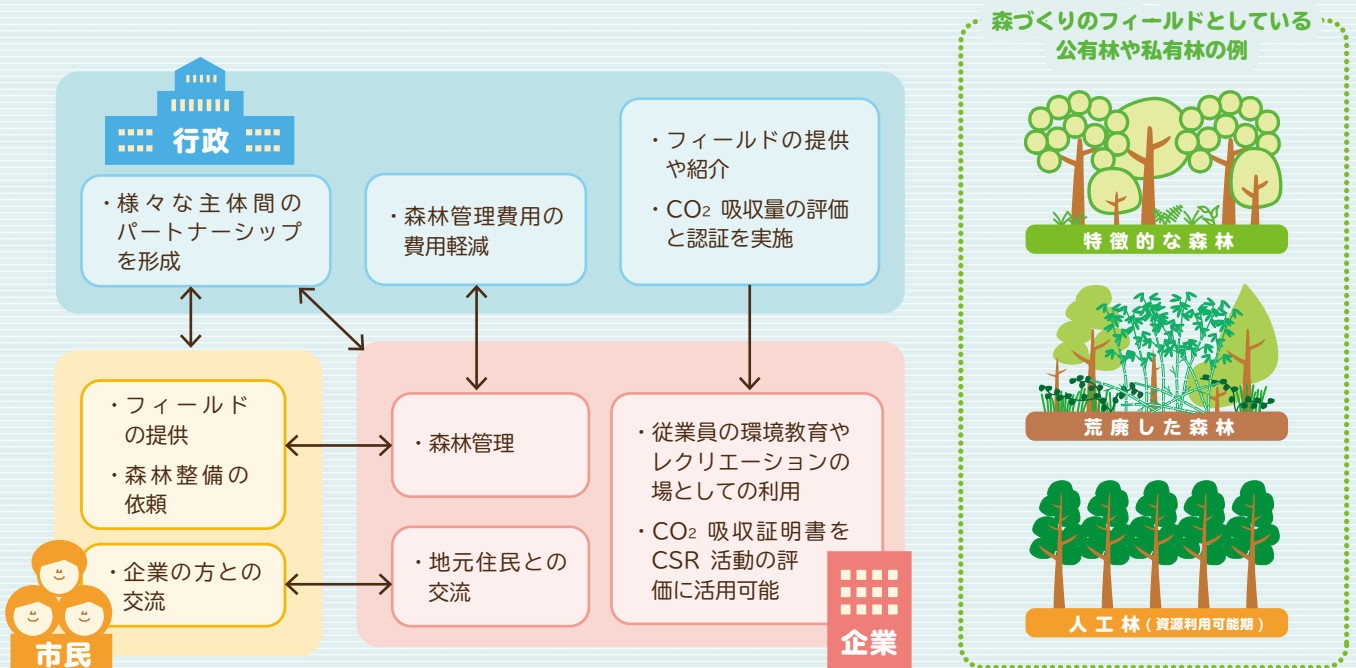 行政
・様々な主体間の
パートナーシップ
を形成
・森林管理費用の
費用軽減
・フィールドの提供
や紹介
・CO₂ 吸収量の評価
と認証を実施
・フィールド
の提供
・森林整備の
依頼
・企業の方との
交流
市民
・森林管理
・地元住民との
交流
・従業員の環境教育や
レクリエーションの
場としての利用
・CO₂ 吸収証明書を
CSR 活動の評
価に活用可能
企業
森づくりのフィールドとしている
公有林や私有林の例
特徴的な森林
荒廃した森林
人工林(資源利用可能期)